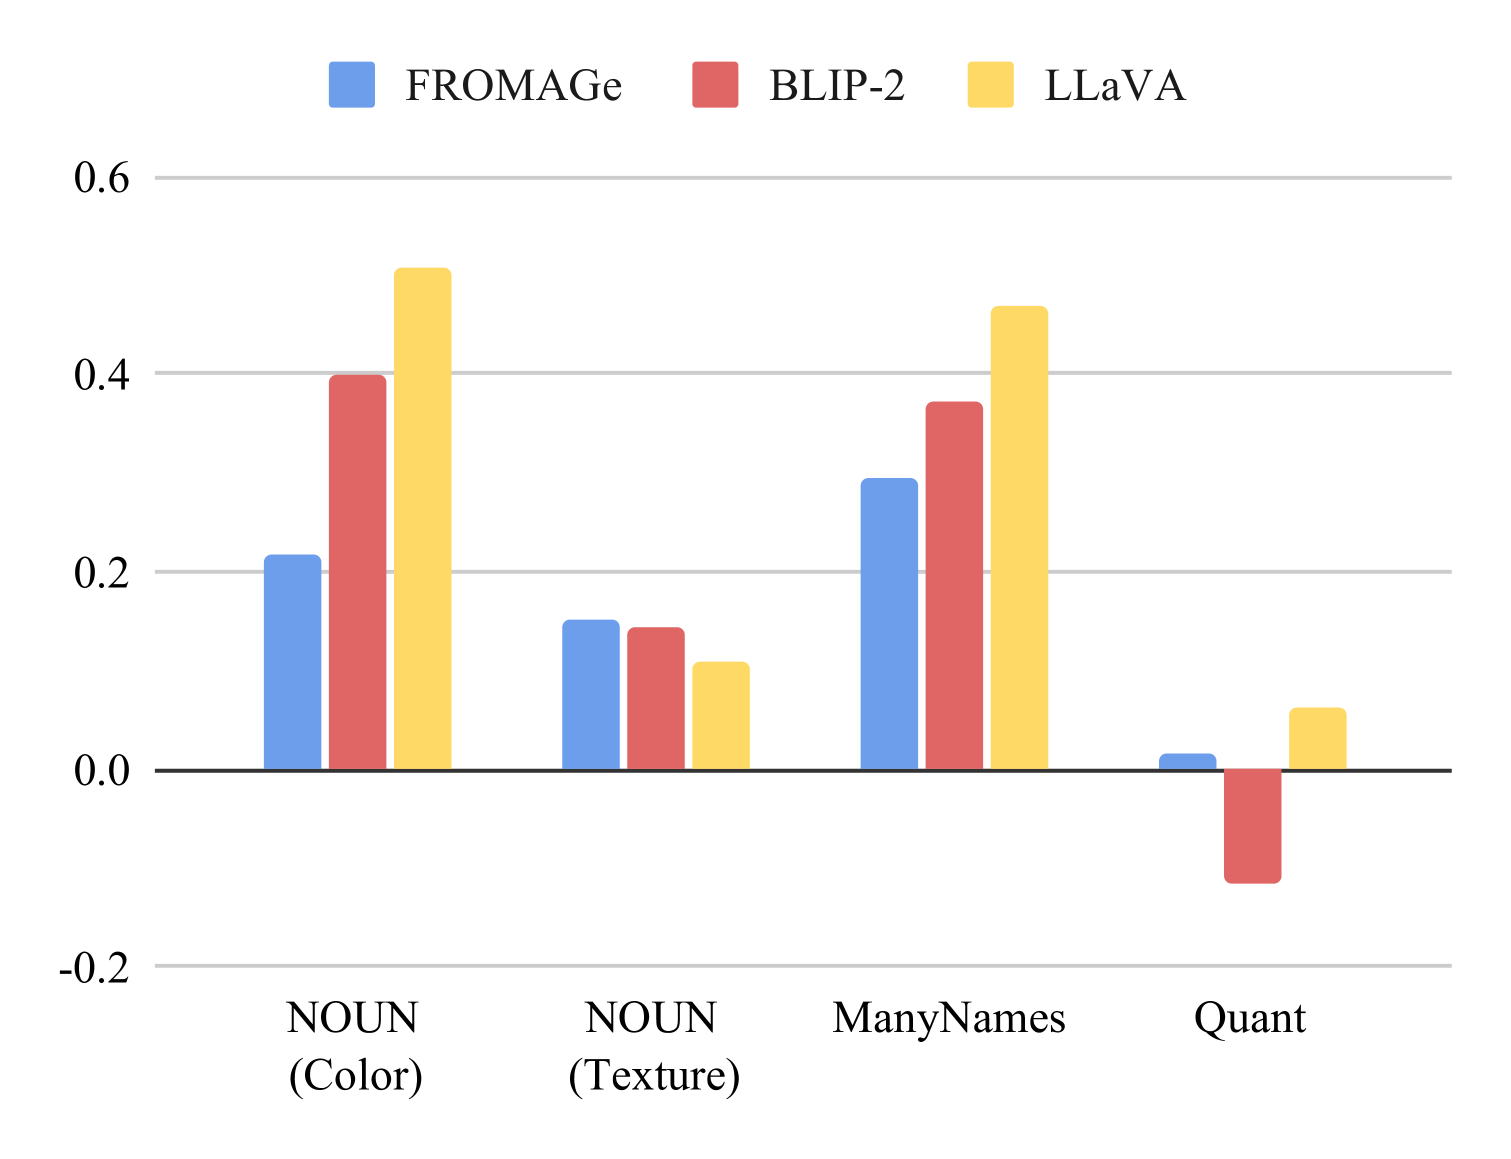 FROMAGe BLIP-2 LLaVA
0.6
0.4
0.2
0.0
-0.2
NOUN
(Color)
NOUN
(Texture)
ManyNames
Quant